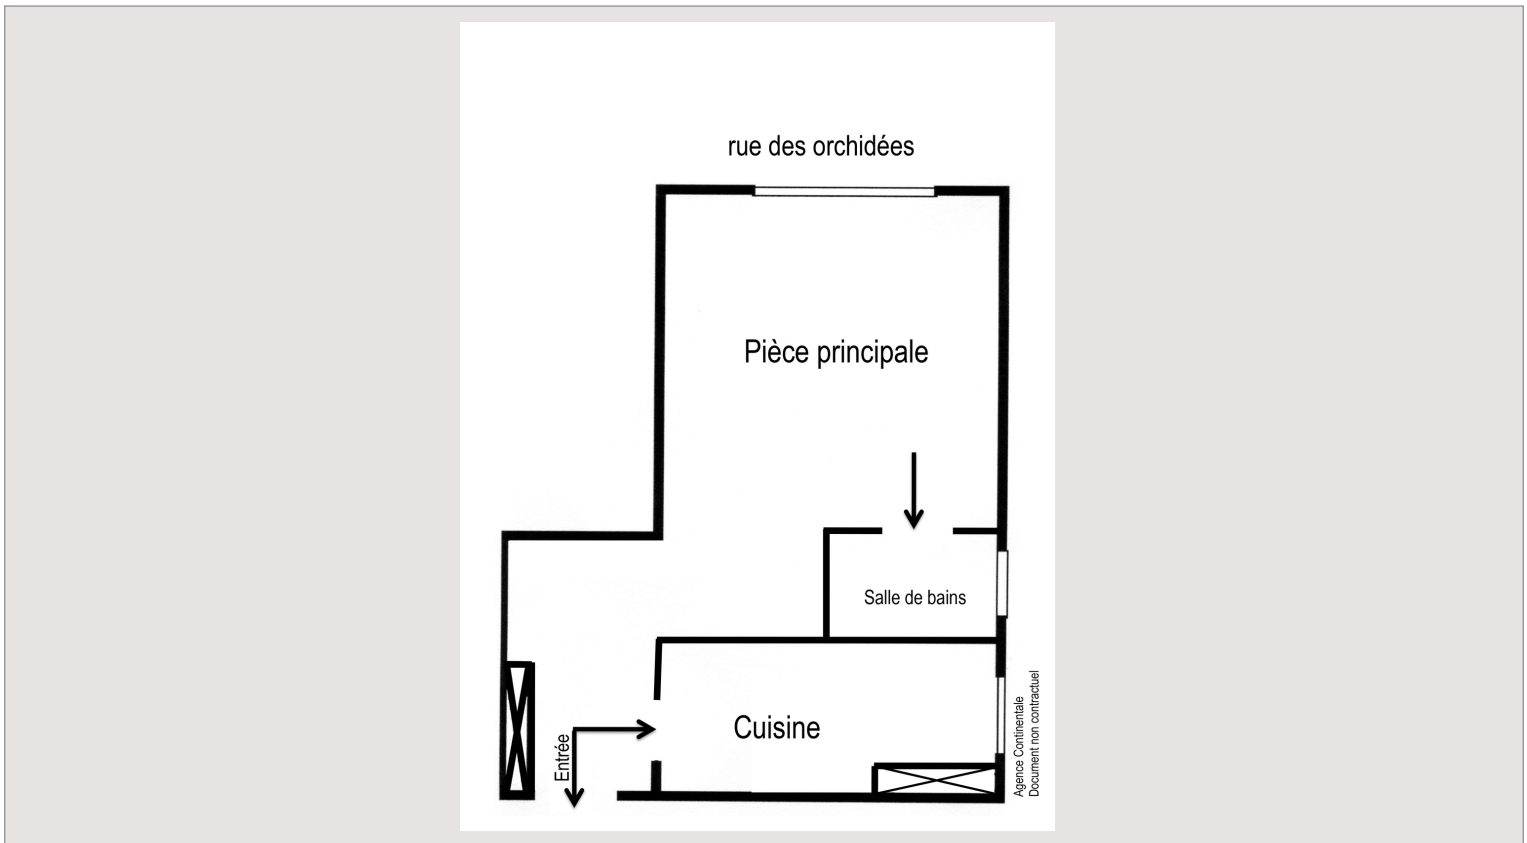 rue des orchidées
Pièce principale
Salle de bains
Cuisine
Entrée
Agence Continentale
Document non contractuel